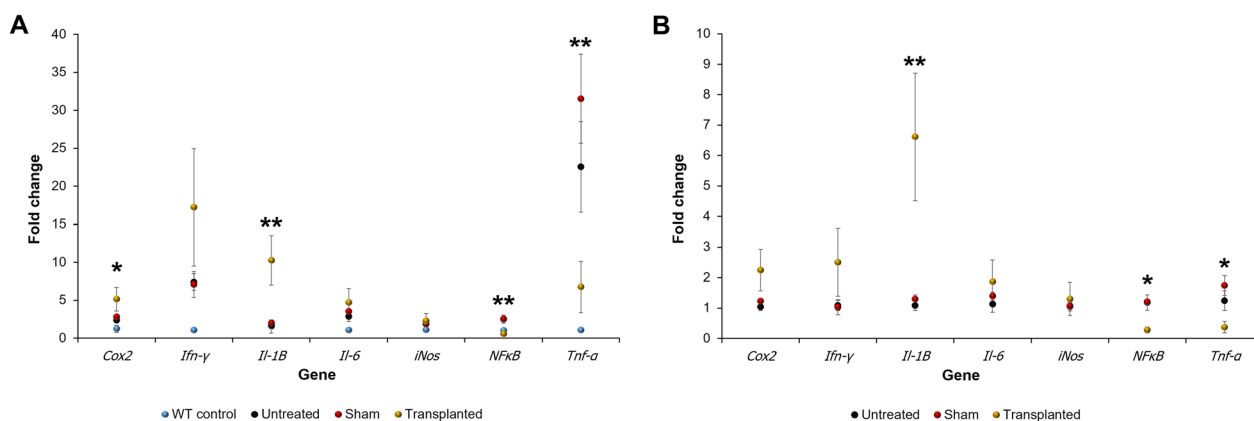 A
Fold change
40
35
30
25
20
15
10
5
0
*
**
**
**
Cox2 Ifn-γ Il-1B Il-6 iNos NFκB Tnf-α
Gene
WT control Untreated Sham Transplanted
B
Fold change
10
9
8
7
6
5
4
3
2
1
0
**
*
*
Cox2 Ifn-γ Il-1B Il-6 iNos NFκB Tnf-α
Gene
Untreated Sham Transplanted